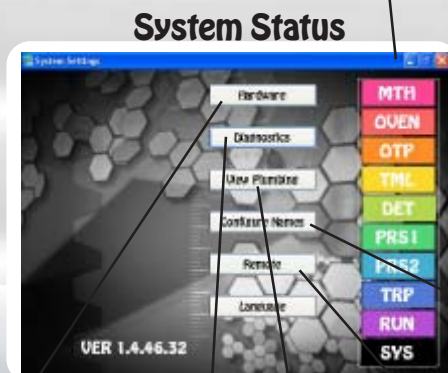 System Status
System Settings
Hardware
Diagnostics
View Plumbing
Configure Names
Remote
Language
VER 1.4.46.32
MTH
OVEN
OTP
TML
DET
PRS1
PRS2
TRP
RUN
SYS